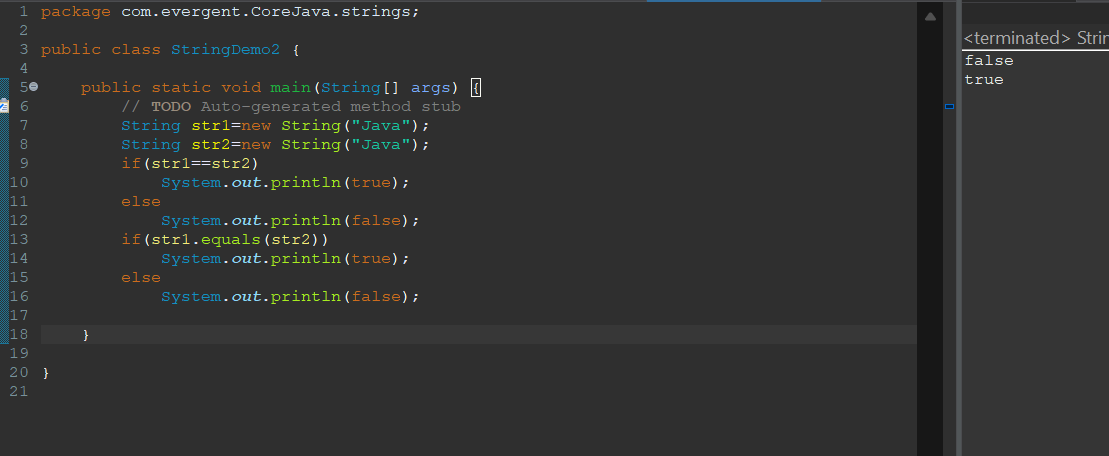 1 package com.evergent.CoreJava.strings;
2
3 public class StringDemo2 {
4
5 public static void main(String[] args) {
6 // TODO Auto-generated method stub
7 String str1=new String("Java");
8 String str2=new String("Java");
9 if(str1==str2)
10 System.out.println(true);
11 else
12 System.out.println(false);
13 if(str1.equals(str2))
14 System.out.println(true);
15 else
16 System.out.println(false);
17
18 }
19
20 }
21
<terminated> Strin
false
true